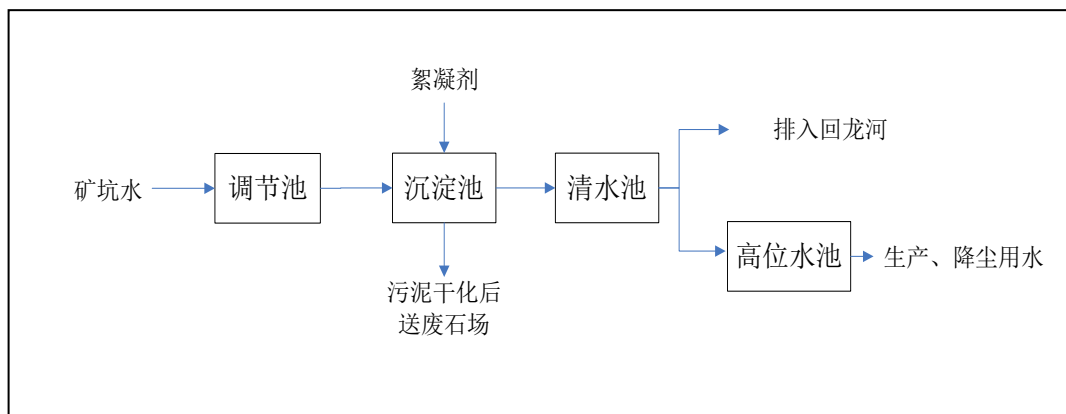 絮凝剂
排入回龙河
矿坑水
调节池
沉淀池
清水池
高位水池
生产、降尘用水
污泥干化后
送废石场